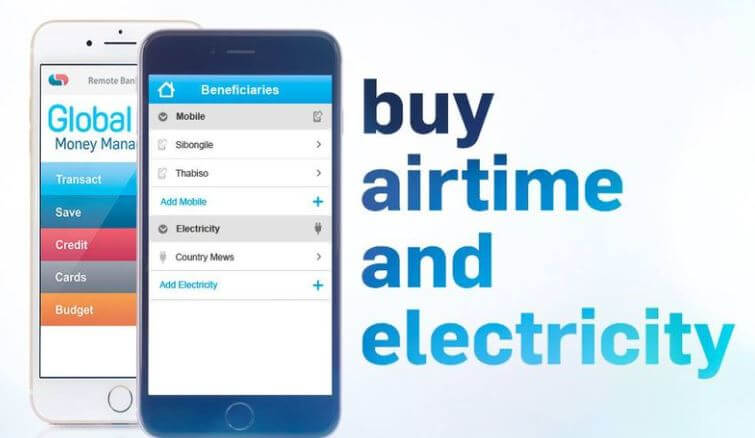 Remote Ban
Global
Money Mana
Transact
Save
Credit
Cards
Budget
Beneficiaries
Mobile
Sibongile
Thabiso
Add Mobile +
Electricity
Country Mews
Add Electricity +
buy
airtime
and
electricity